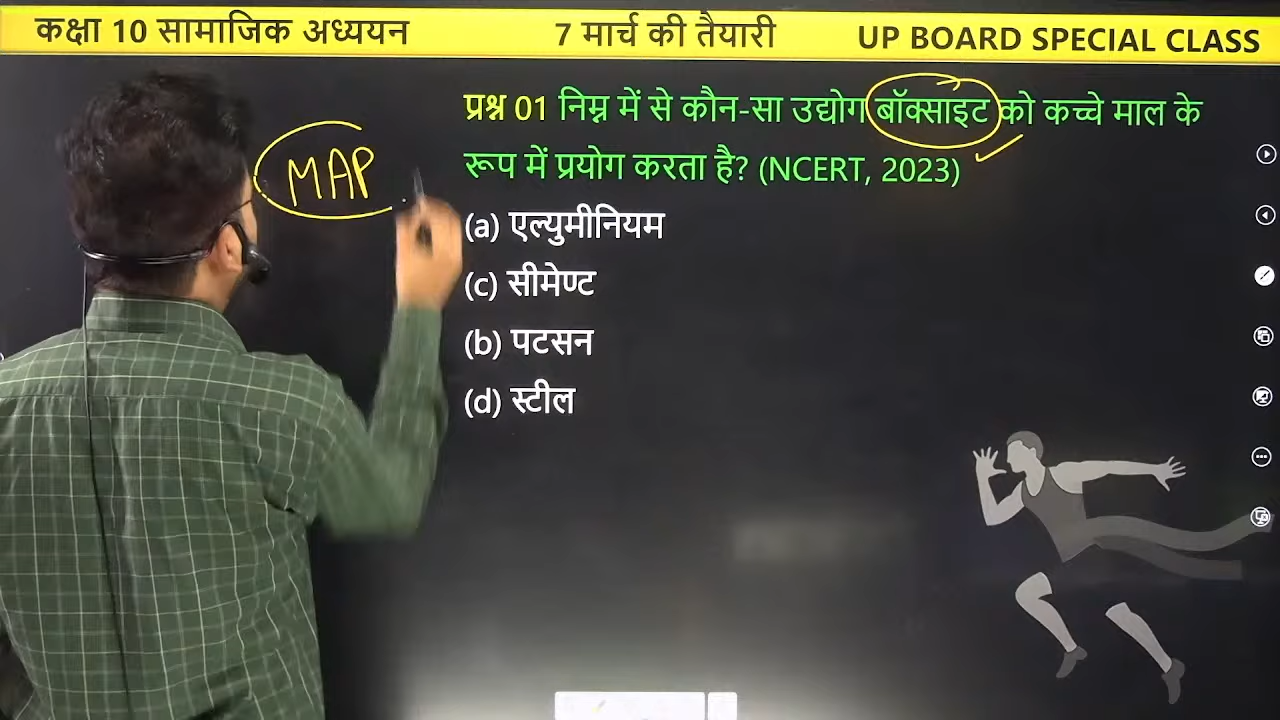 कक्षा 10 सामाजिक अध्ययन 7 मार्च की तैयारी UP BOARD SPECIAL CLASS
प्रश्न 01 निम्न में से कौन-सा उद्योग बॉक्साइट को कच्चे माल के
रूप में प्रयोग करता है? (NCERT, 2023)
MAP
(a) एल्युमीनियम
(c) सीमेण्ट
(b) पटसन
(d) स्टील